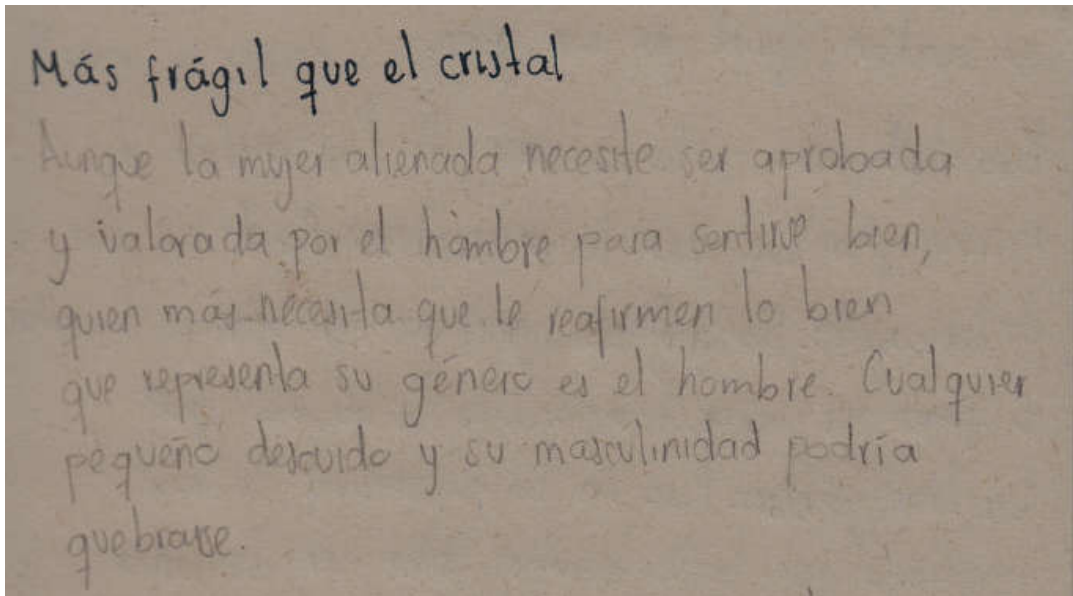 Más frágil que el cristal
Aunque la mujer alienada necesite ser aprobada
y valorada por el hombre para sentirse bien,
quien más necesita que le reafirmen lo bien
que representa su género es el hombre. Cualquier
pequeño descuido y su masculinidad podría
quebrarse.